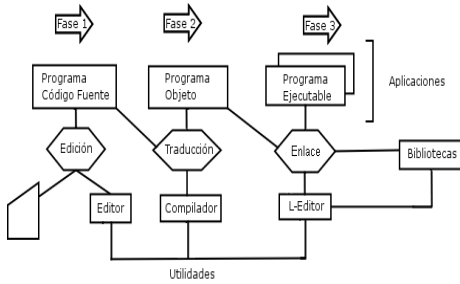 Fase 1
Fase 2
Fase 3
Programa
Código Fuente
Programa
Objeto
Programa
Ejecutable
Aplicaciones
Edición
Traducción
Enlace
Bibliotecas
Editor
Compilador
L-Editor
Utilidades